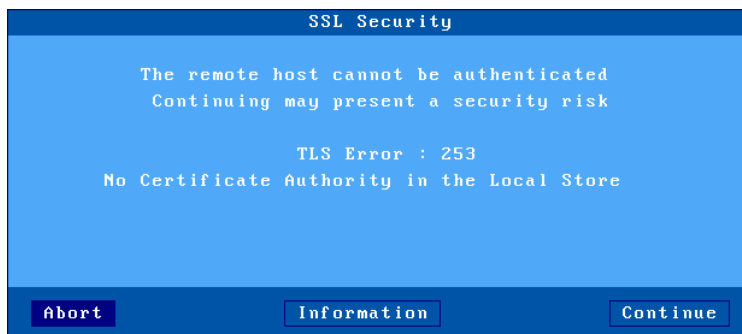 SSL Security
The remote host cannot be authenticated
Continuing may present a security risk
TLS Error : 253
No Certificate Authority in the Local Store
Abort Information Continue